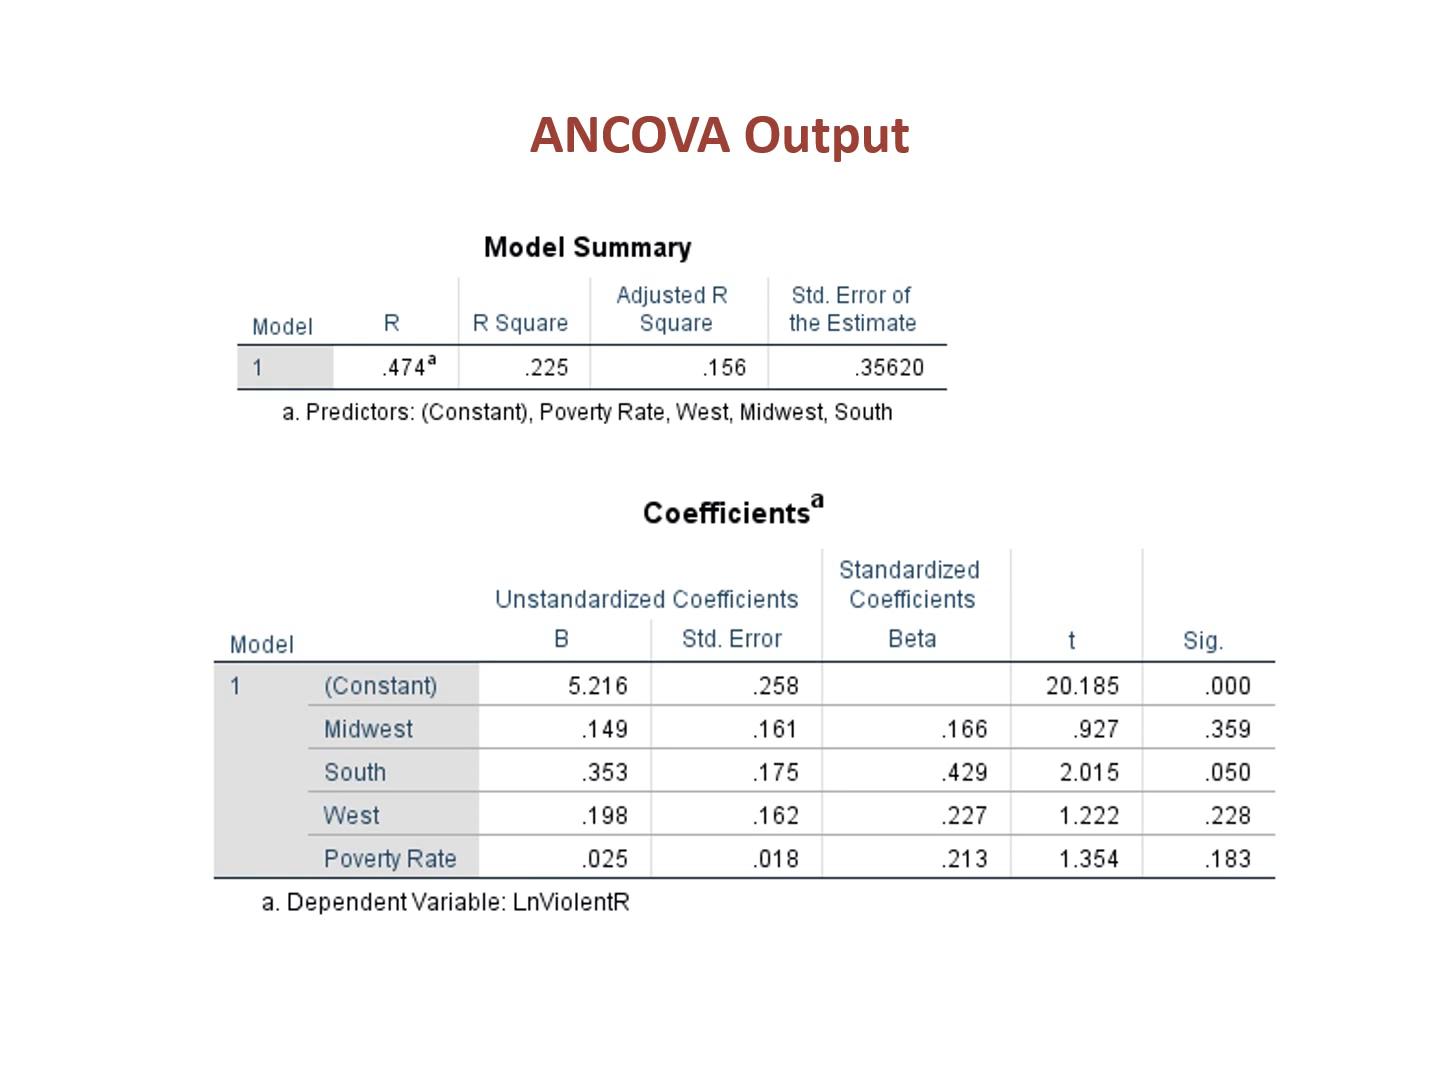 ANCOVA Output
Model Summary
Model R R Square Adjusted R Square Std. Error of the Estimate
1 .474a .225 .156 .35620
a. Predictors: (Constant), Poverty Rate, West, Midwest, South
Coefficientsa
Unstandardized Coefficients Standardized Coefficients
Model B Std. Error Beta t Sig.
1 (Constant) 5.216 .258 20.185 .000
Midwest .149 .161 .166 .927 .359
South .353 .175 .429 2.015 .050
West .198 .162 .227 1.222 .228
Poverty Rate .025 .018 .213 1.354 .183
a. Dependent Variable: LnViolentR